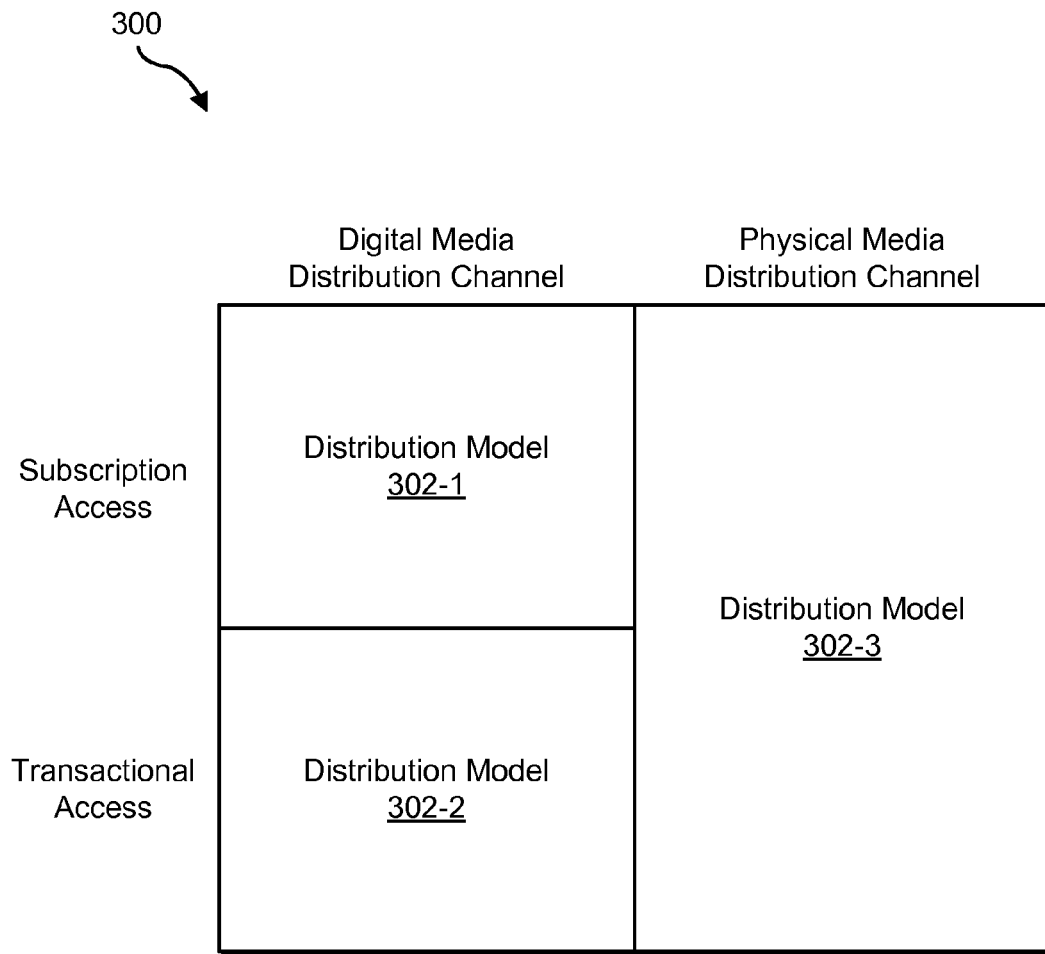 300
Digital Media
Distribution Channel
Physical Media
Distribution Channel
Subscription
Access
Distribution Model
302-1
Distribution Model
302-3
Transactional
Access
Distribution Model
302-2